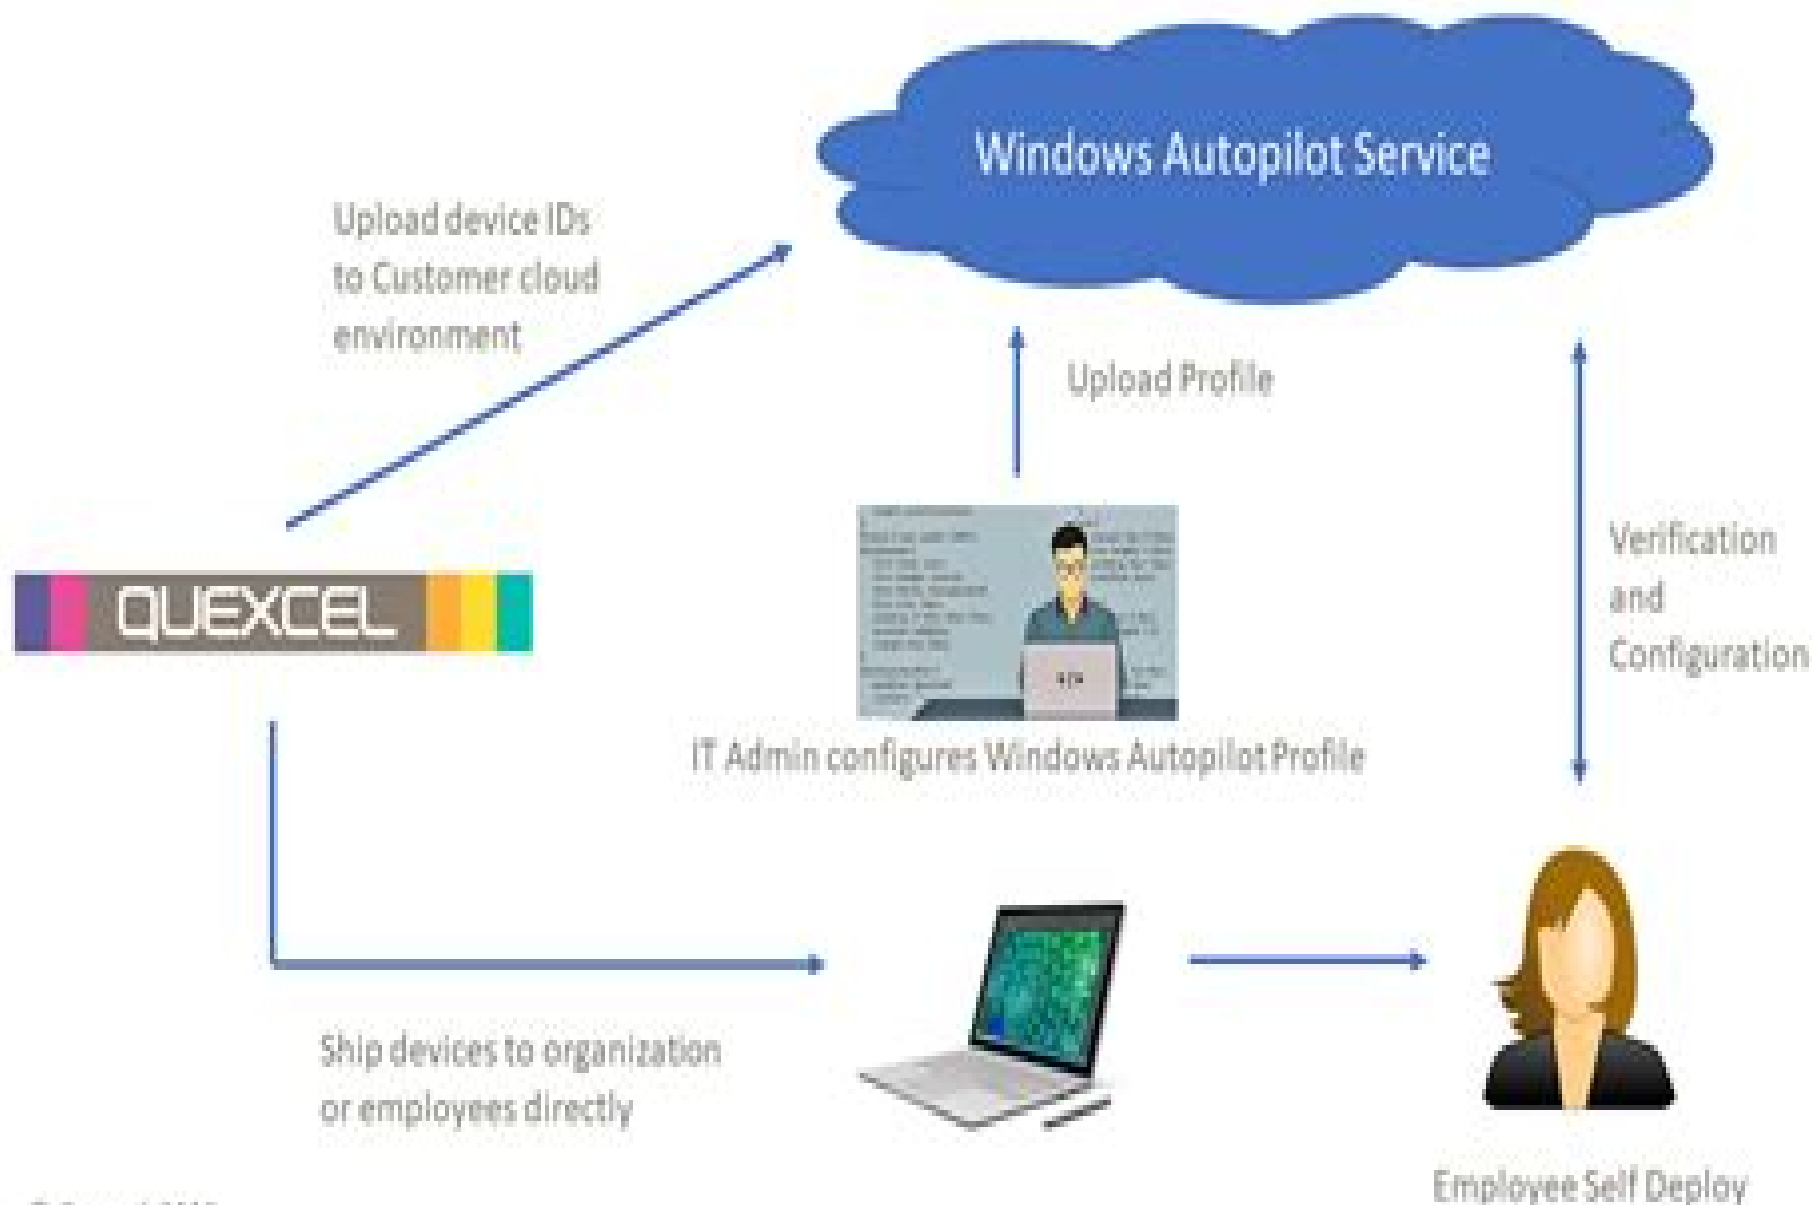 Windows Autopilot Service
Upload device IDs
to Customer cloud
environment
Upload Profile
QUEXCEL
</>
Verification
and
Configuration
IT Admin configures Windows Autopilot Profile
Ship devices to organization
or employees directly
Employee Self Deploy